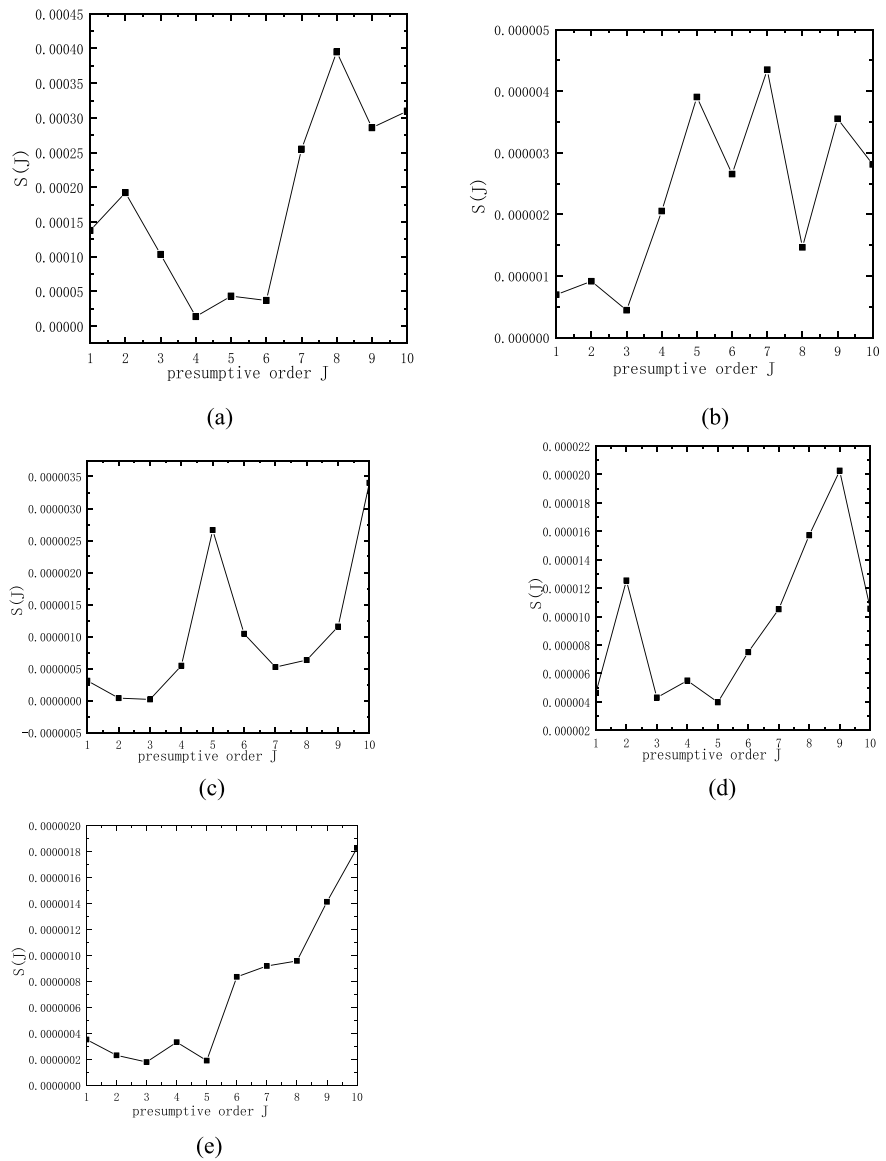 0.00045
0.00040
0.00035
0.00030
0.00025
0.00020
0.00015
0.00010
0.00005
0.00000
S(J)
1 2 3 4 5 6 7 8 9 10
presumptive order J
(a)
0.000005
0.000004
0.000003
0.000002
0.000001
0.000000
S(J)
1 2 3 4 5 6 7 8 9 10
presumptive order J
(b)
0.0000035
0.0000030
0.0000025
0.0000020
0.0000015
0.0000010
0.0000005
0.0000000
-0.0000005
S(J)
1 2 3 4 5 6 7 8 9 10
presumptive order J
(c)
0.000022
0.000020
0.000018
0.000016
0.000014
0.000012
0.000010
0.000008
0.000006
0.000004
0.000002
S(J)
1 2 3 4 5 6 7 8 9 10
presumptive order J
(d)
0.0000020
0.0000018
0.0000016
0.0000014
0.0000012
0.0000010
0.0000008
0.0000006
0.0000004
0.0000002
0.0000000
S(J)
1 2 3 4 5 6 7 8 9 10
presumptive order J
(e)